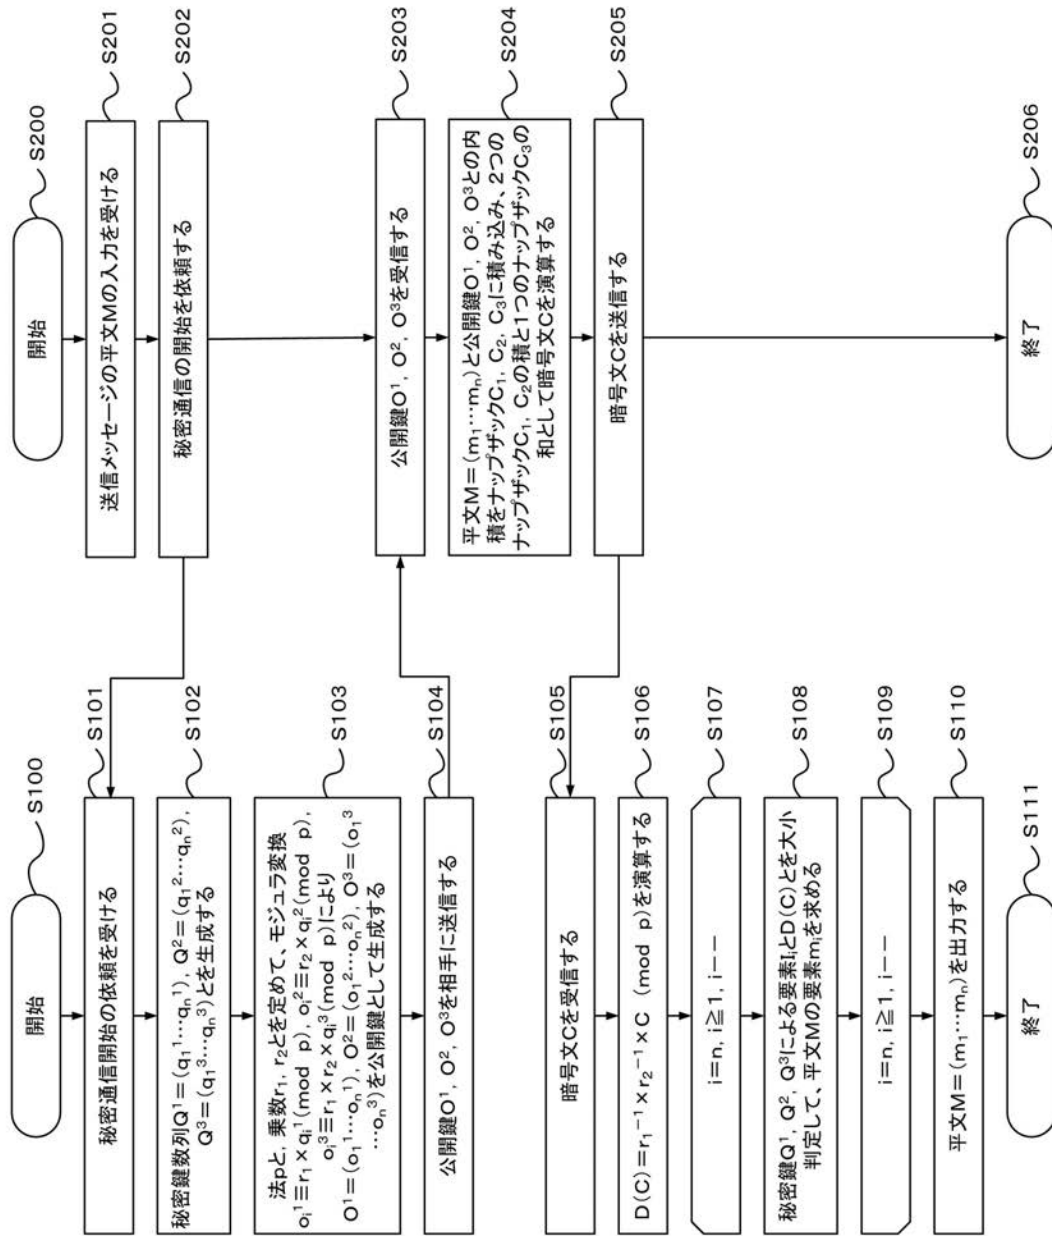 開始
S100
秘密通信開始の依頼を受ける
S101
秘密鍵数列Q¹=(q₁¹…qₙ¹), Q²=(q₁²…qₙ²),
Q³=(q₁³…qₙ³)とを生成する
S102
法pと, 乗数r₁, r₂とを定めて、モジュラ変換
oᵢ¹≡r₁×qᵢ¹(mod p), oᵢ²≡r₂×qᵢ²(mod p),
oᵢ³≡r₁×r₂×qᵢ³(mod p)により
O¹=(o₁¹…oₙ¹), O²=(o₁²…oₙ²), O³=(o₁³
…oₙ³)を公開鍵として生成する
S103
公開鍵O¹, O², O³を相手に送信する
S104
暗号文Cを受信する
S105
D(C)=r₁⁻¹×r₂⁻¹×C (mod p)を演算する
S106
i=n, i≧1, i−−
S107
秘密鍵Q¹, Q², Q³による要素IᵢとD(C)とを大小
判定して、平文Mの要素mᵢを求める
S108
i=n, i≧1, i−−
S109
平文M=(m₁…mₙ)を出力する
S110
終了
S111
開始
S200
送信メッセージの平文Mの入力を受ける
S201
秘密通信の開始を依頼する
S202
公開鍵O¹, O², O³を受信する
S203
平文M=(m₁…mₙ)と公開鍵O¹, O², O³との内
積をナップザックC₁, C₂, C₃に積み込み、2つの
ナップザックC₁, C₂の積と1つのナップザックC₃の
和として暗号文Cを演算する
S204
暗号文Cを送信する
S205
終了
S206